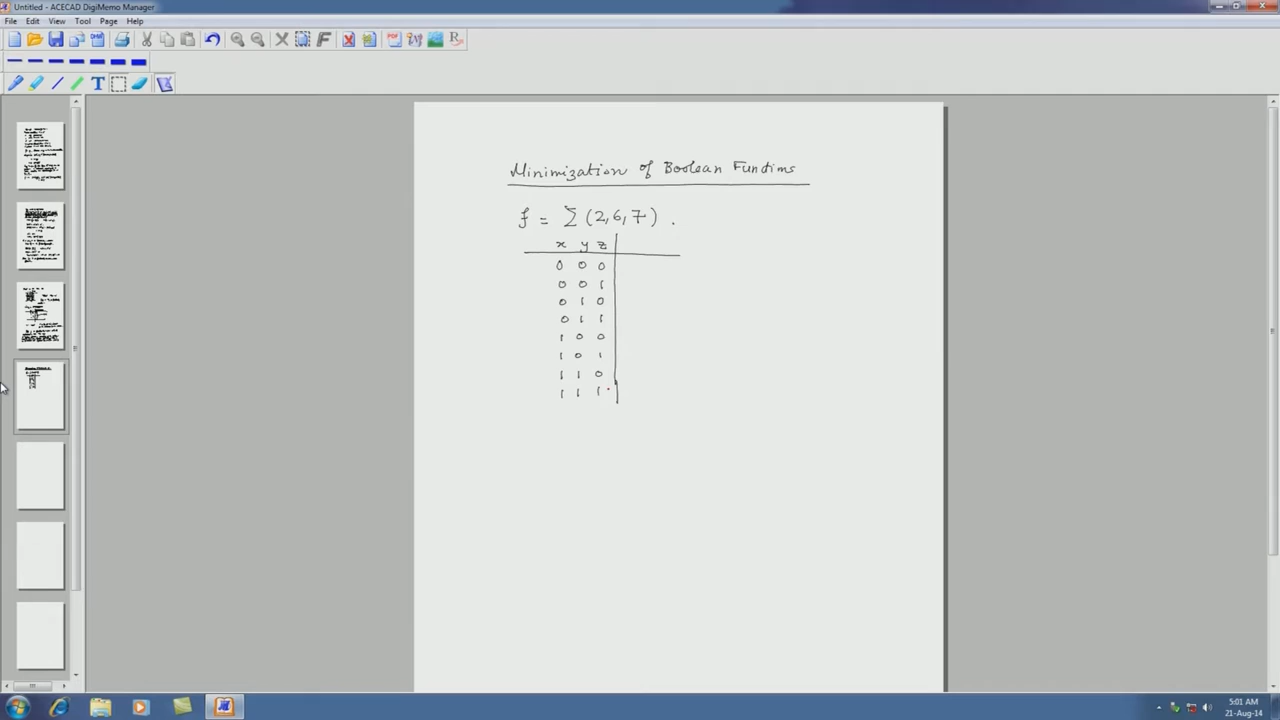 Untitled - ACECAD DigiMemo Manager
File Edit View Tool Page Help
Minimization of Boolean Functions
f = ∑ (2,6,7) .
x y z
0 0 0
0 0 1
0 1 0
0 1 1
1 0 0
1 0 1
1 1 0
1 1 1
5:01 AM
21-Aug-14